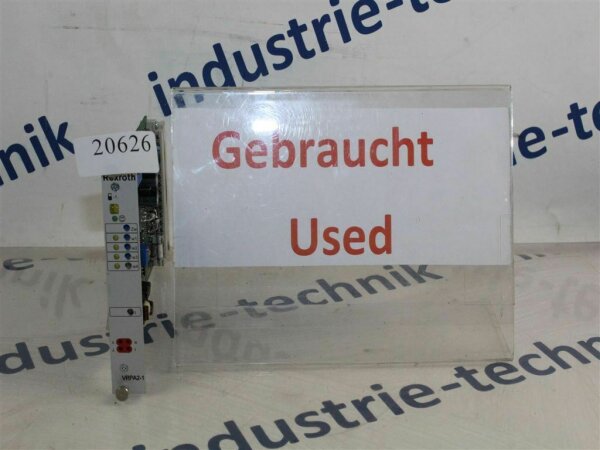 industrie-technik
20626
Rexroth
Gebraucht
Used
VRPA2-1
industrie-technik
industrie-technik